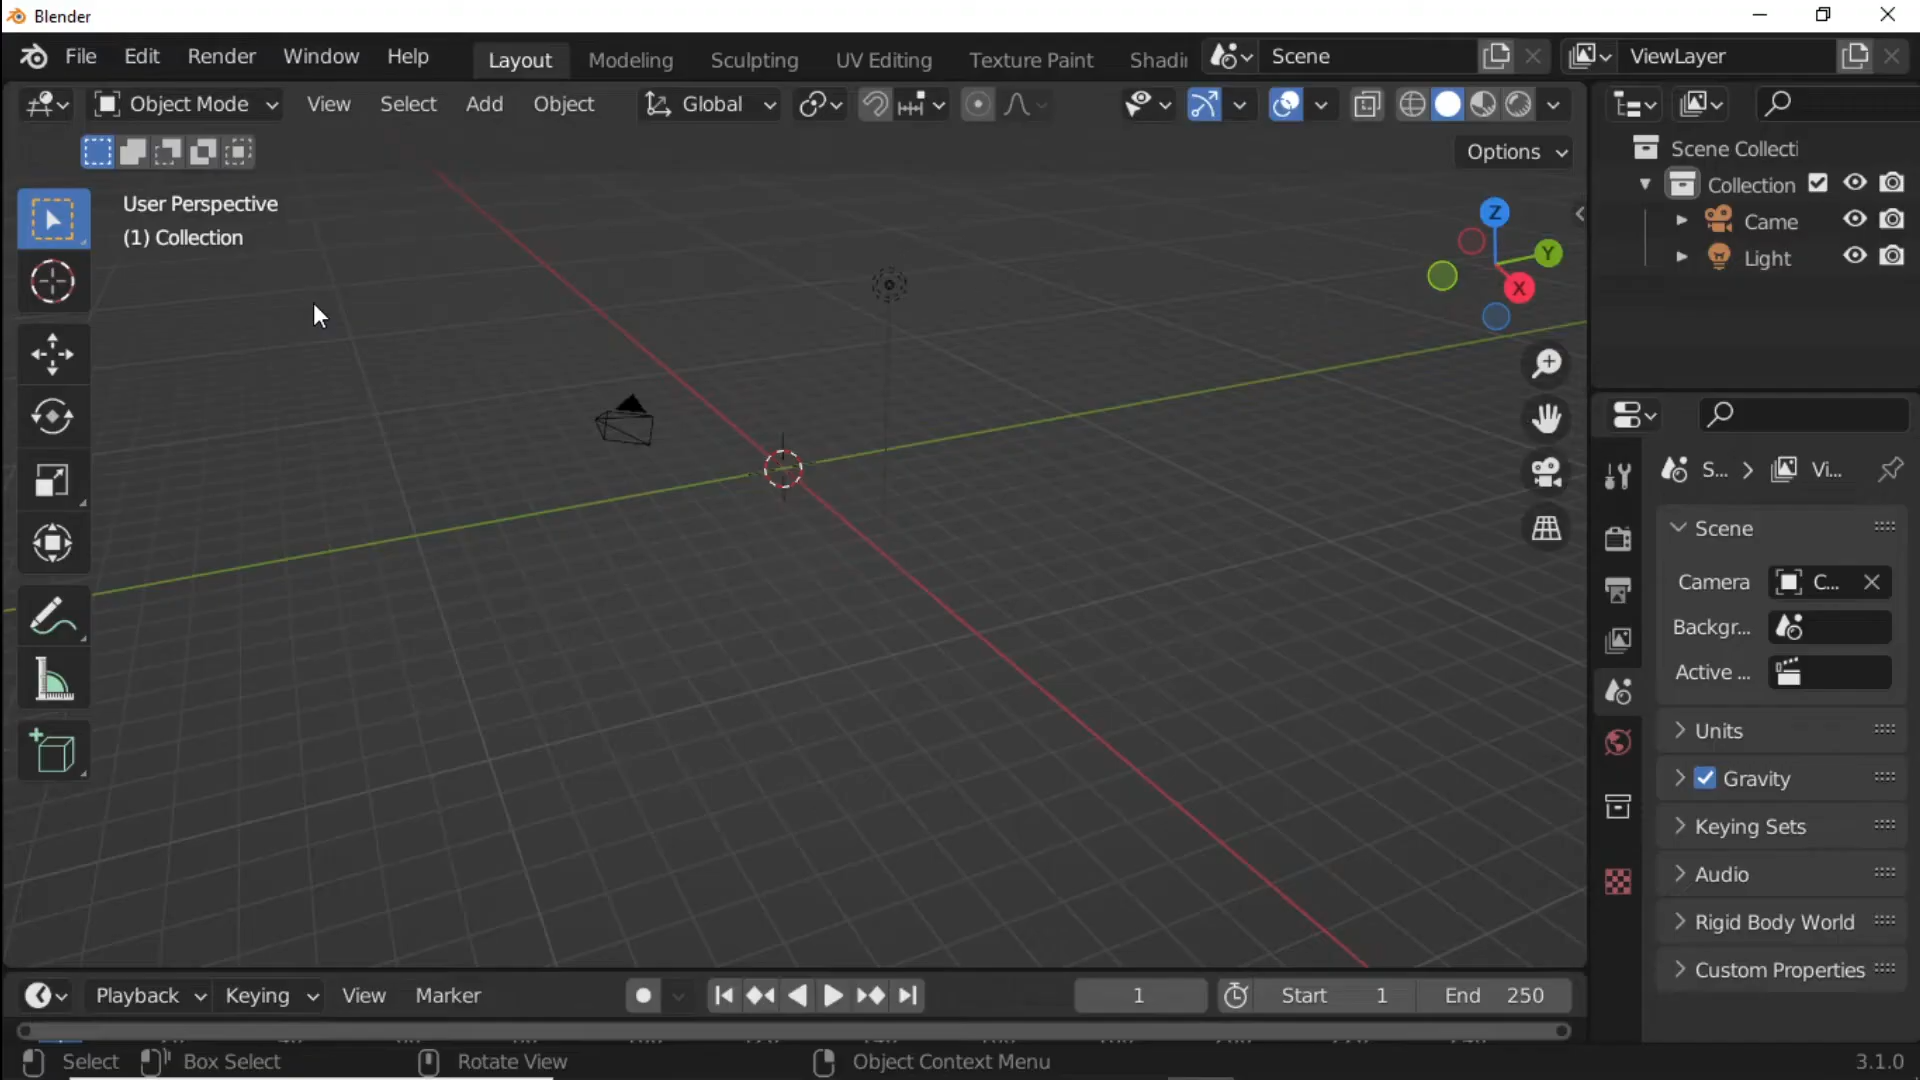 Blender
File Edit Render Window Help Layout Modeling Sculpting UV Editing Texture Paint Shadi Scene ViewLayer
Object Mode View Select Add Object Global
Options
User Perspective
(1) Collection
Z
Y
X
Scene Collecti
Collection
Came
Light
S... Vi...
Scene
Camera C...
Backgr...
Active ...
Units
Gravity
Keying Sets
Audio
Rigid Body World
Custom Properties
Playback Keying View Marker 1 Start 1 End 250
Select Box Select Rotate View Object Context Menu 3.1.0